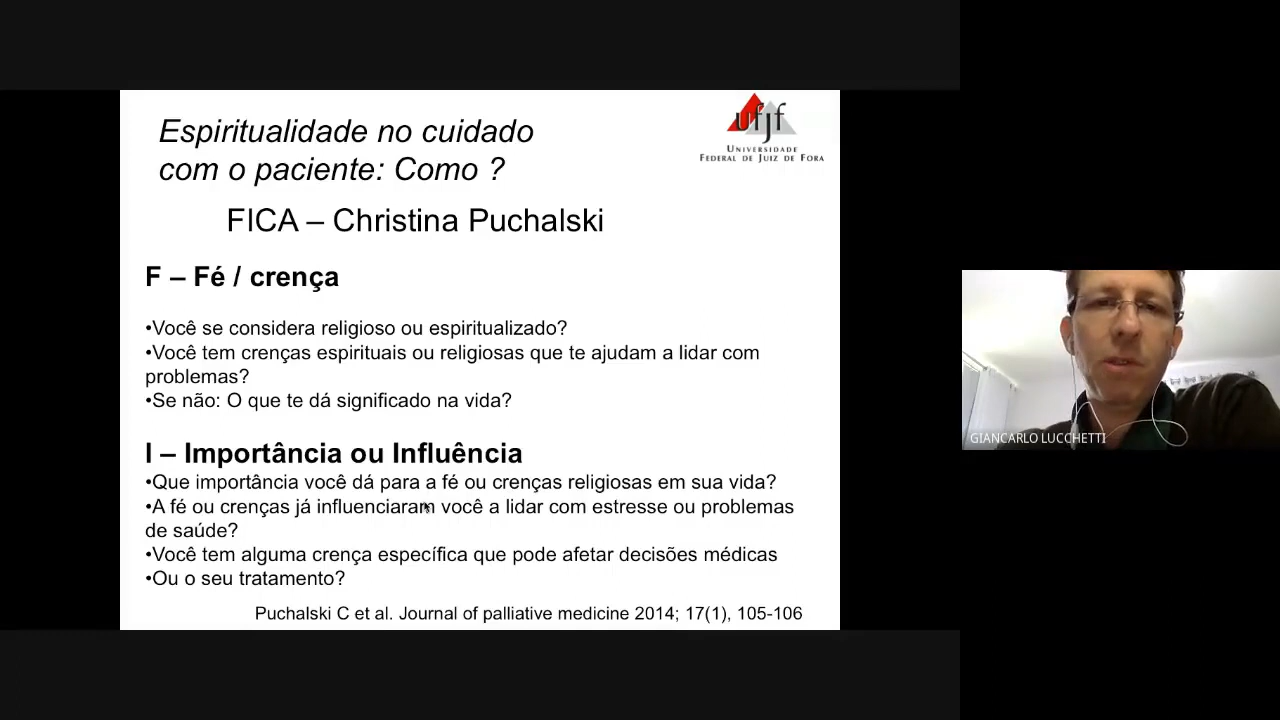 Espiritualidade no cuidado
com o paciente: Como ?
ufjf
UNIVERSIDADE
FEDERAL DE JUIZ DE FORA
FICA – Christina Puchalski
F – Fé / crença
•Você se considera religioso ou espiritualizado?
•Você tem crenças espirituais ou religiosas que te ajudam a lidar com
problemas?
•Se não: O que te dá significado na vida?
I – Importância ou Influência
•Que importância você dá para a fé ou crenças religiosas em sua vida?
•A fé ou crenças já influenciaram você a lidar com estresse ou problemas
de saúde?
•Você tem alguma crença específica que pode afetar decisões médicas
•Ou o seu tratamento?
Puchalski C et al. Journal of palliative medicine 2014; 17(1), 105-106
GIANCARLO LUCCHETTI